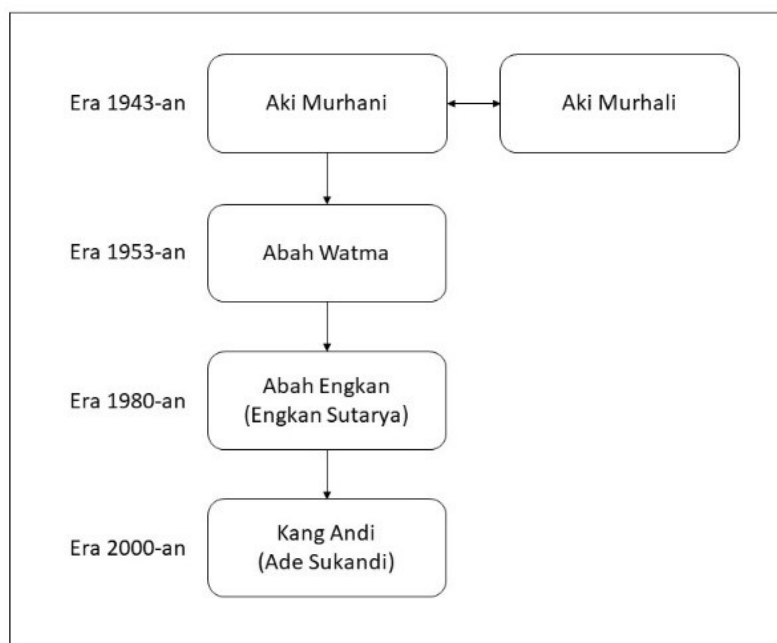 Era 1943-an
Aki Murhani
Aki Murhali
Era 1953-an
Abah Watma
Era 1980-an
Abah Engkan
(Engkan Sutarya)
Era 2000-an
Kang Andi
(Ade Sukandi)